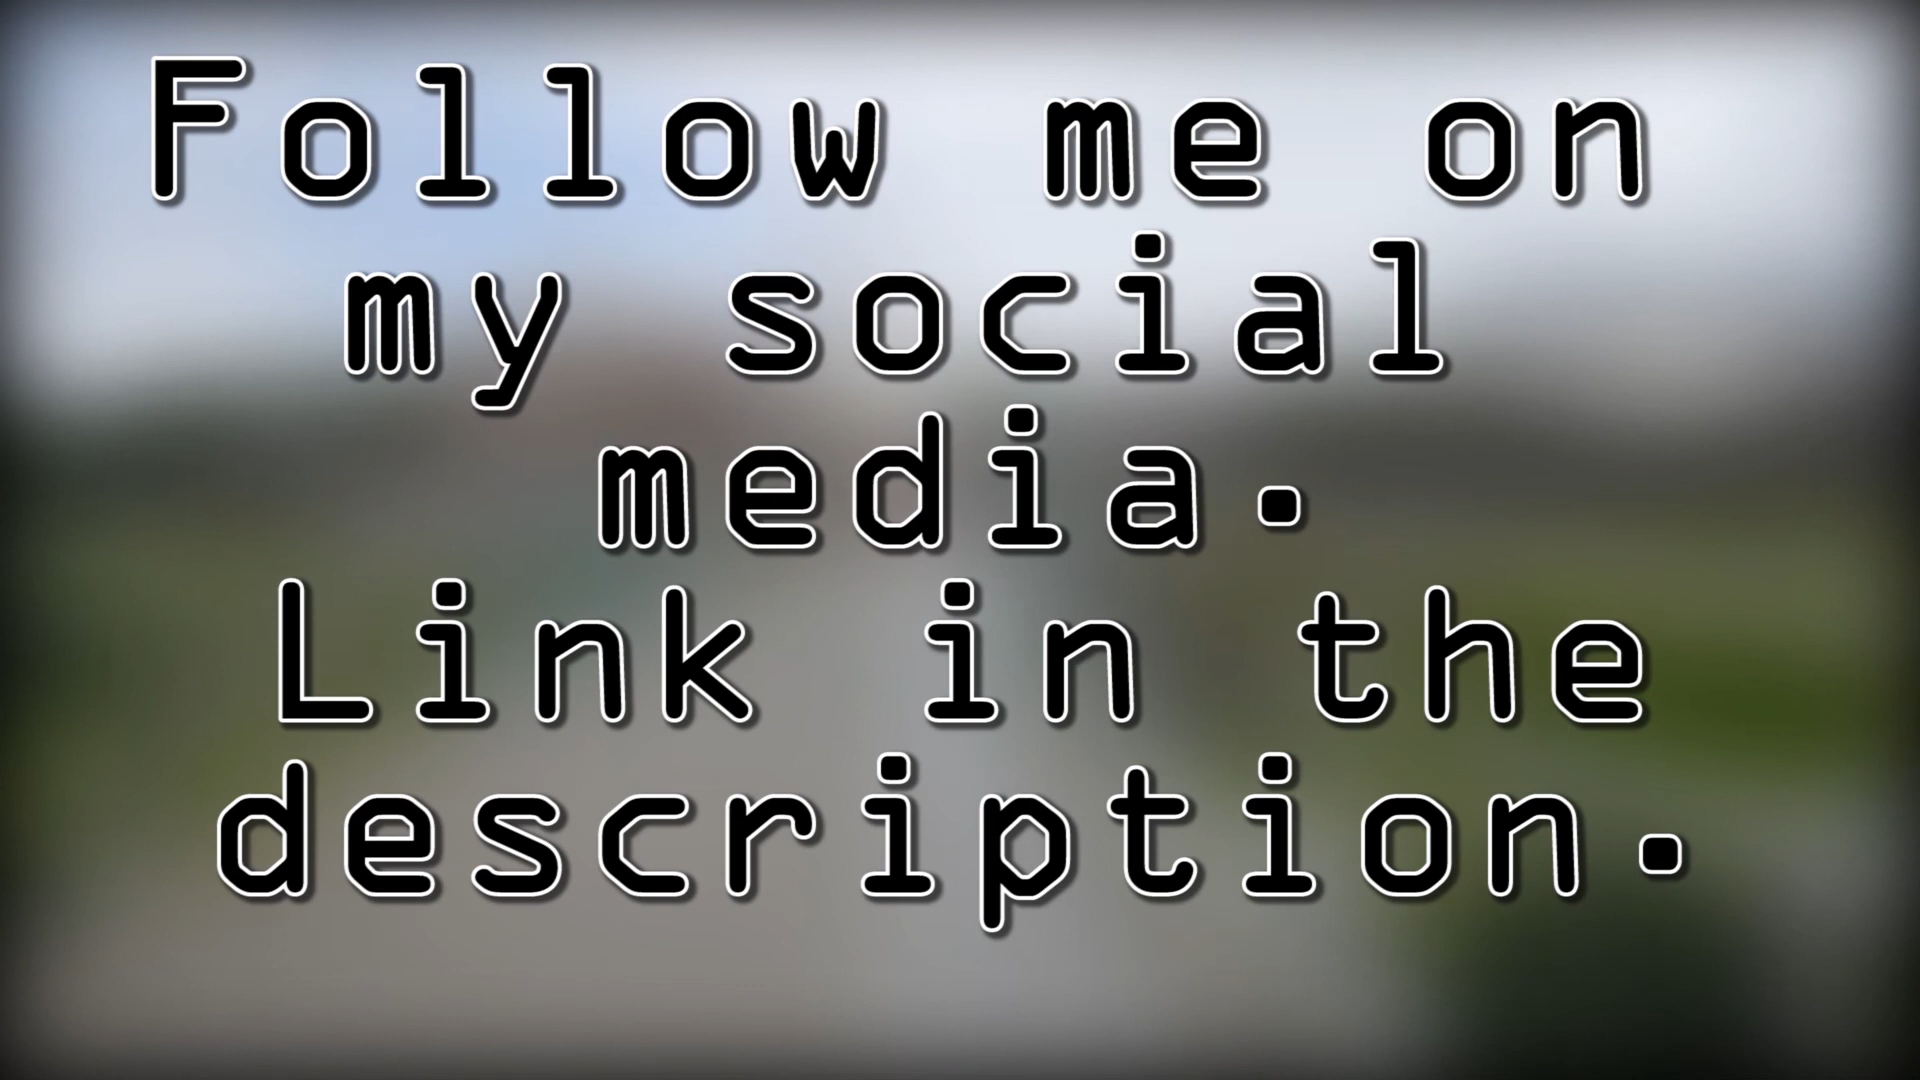 Follow me on
my social
media.
Link in the
description.